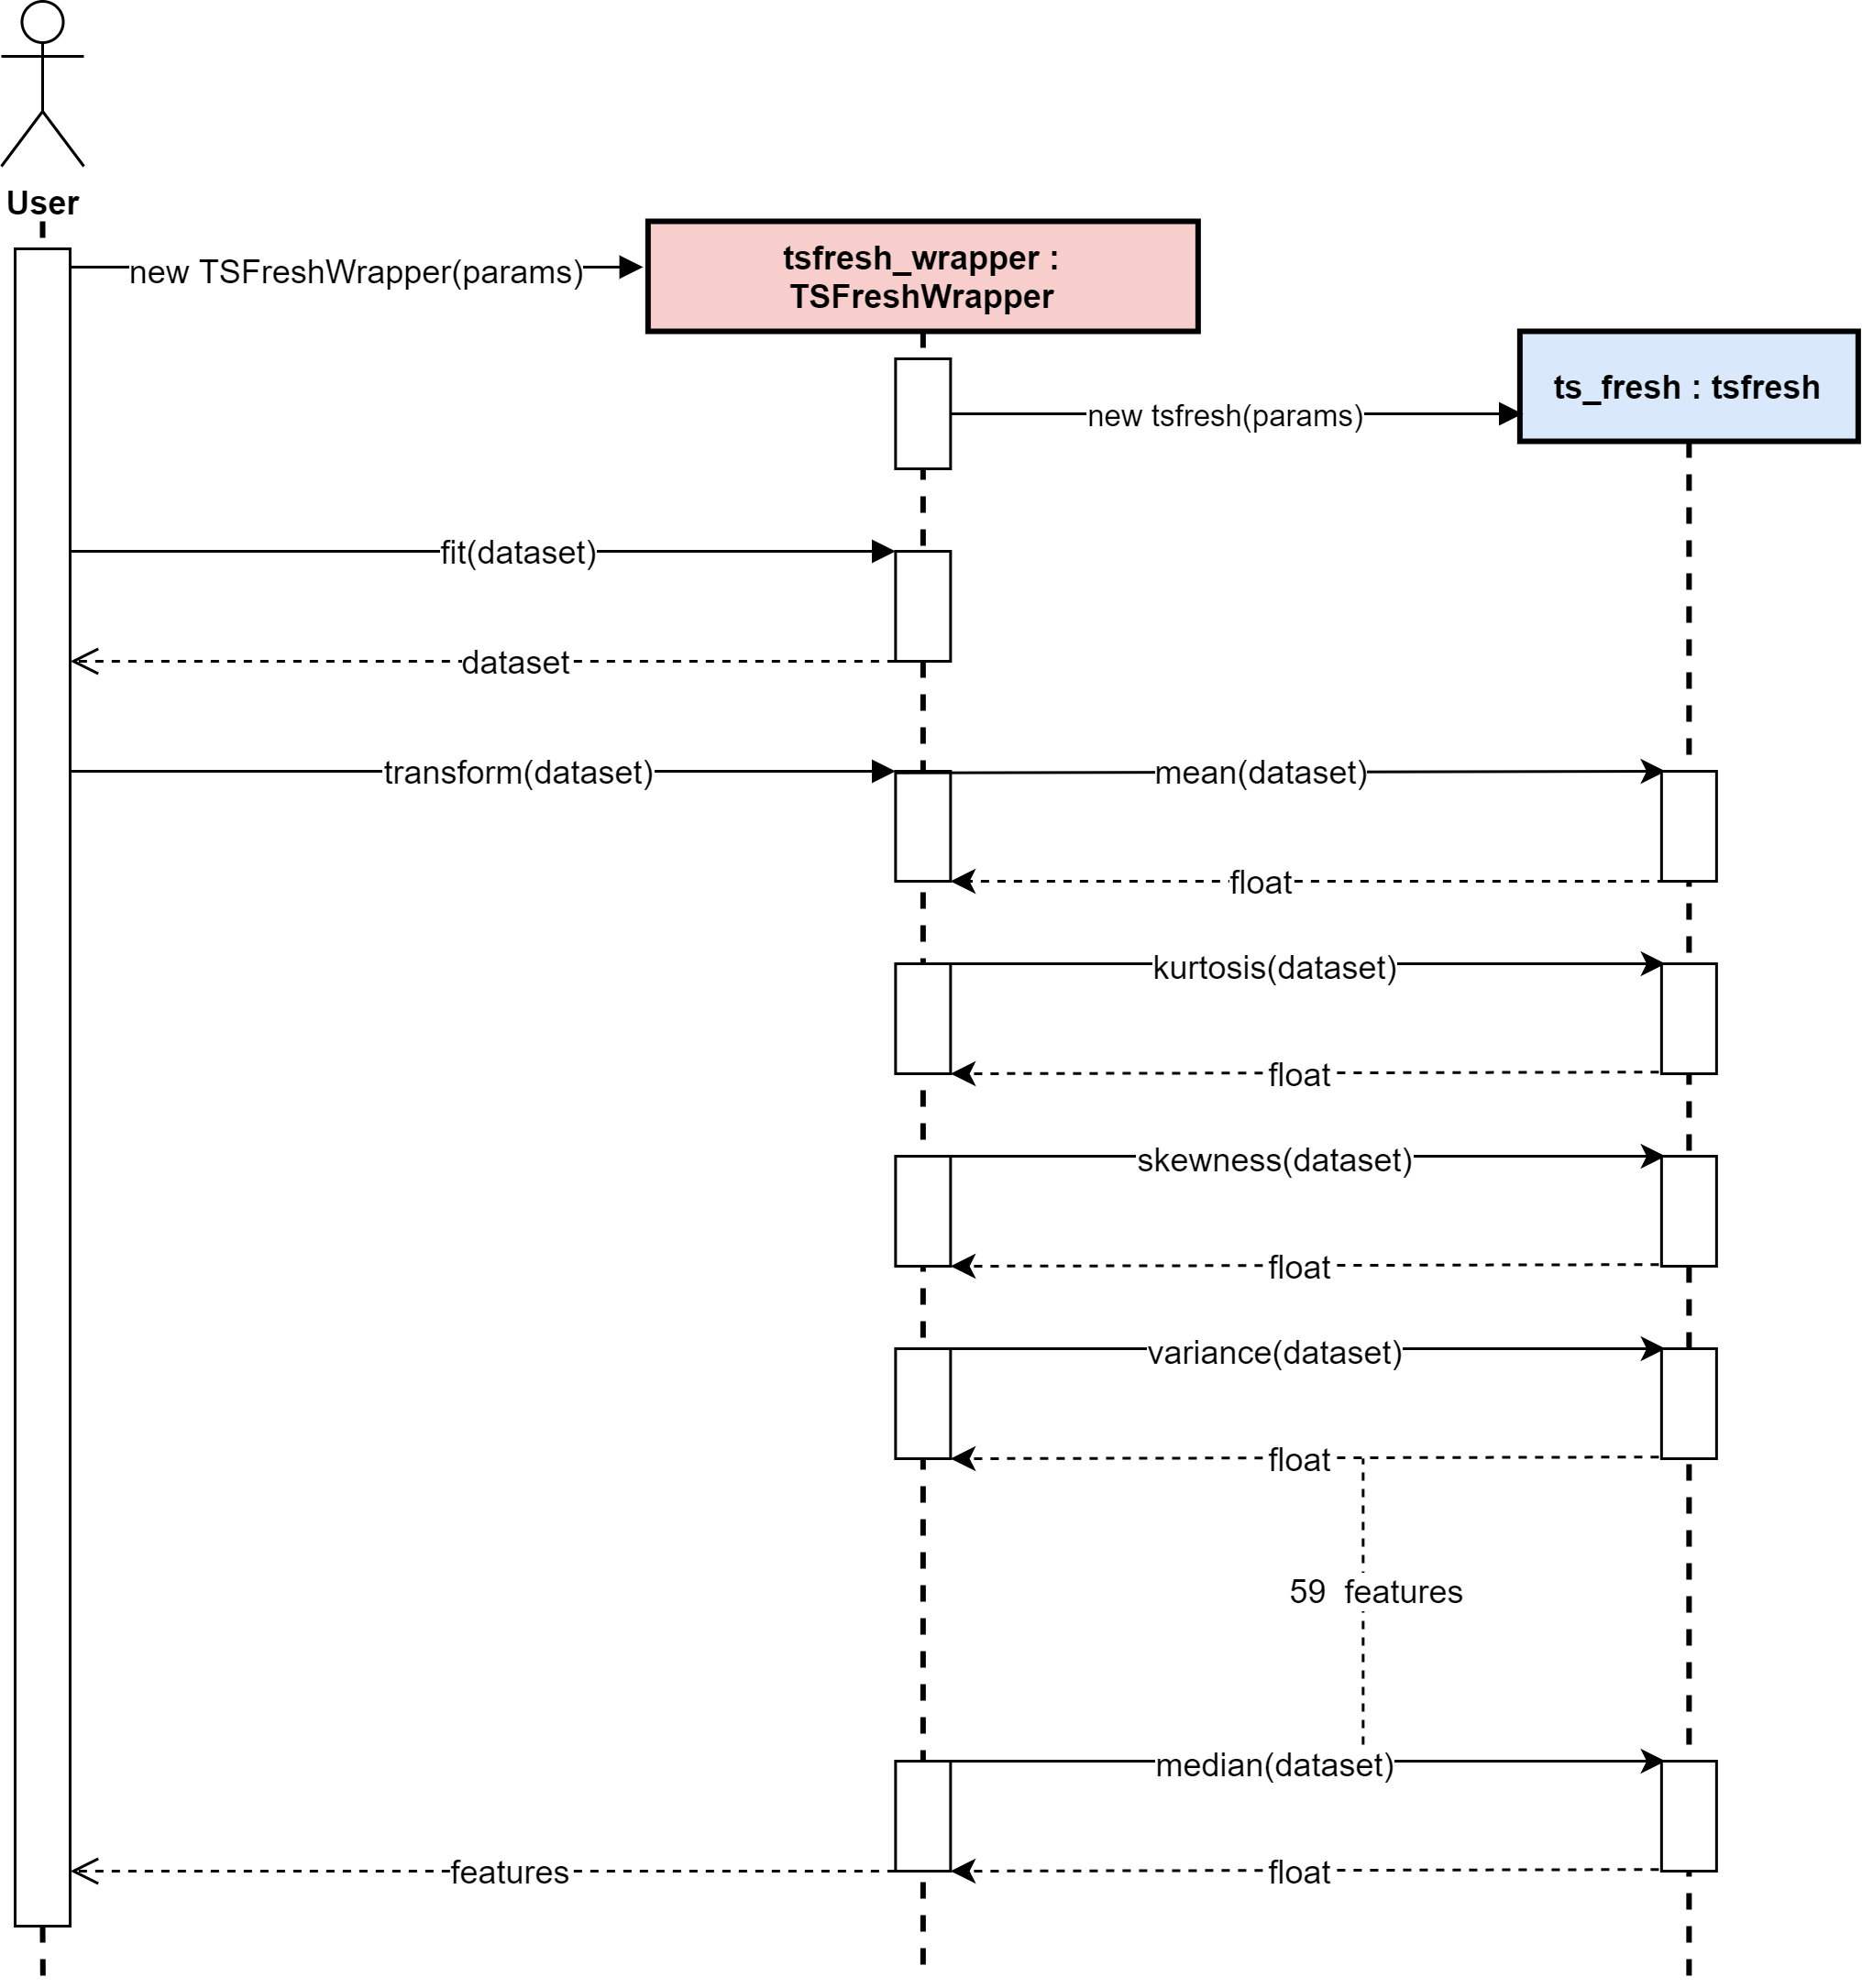 User
new TSFreshWrapper(params)
tsfresh_wrapper :
TSFreshWrapper
ts_fresh : tsfresh
new tsfresh(params)
fit(dataset)
dataset
transform(dataset)
mean(dataset)
float
kurtosis(dataset)
float
skewness(dataset)
float
variance(dataset)
float
59  features
median(dataset)
features
float